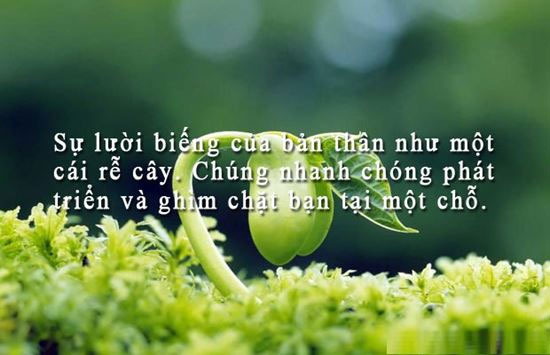 Sự lười biếng của bản thân như một
cái rễ cây. Chúng nhanh chóng phát
triển và ghim chặt bạn tại một chỗ.